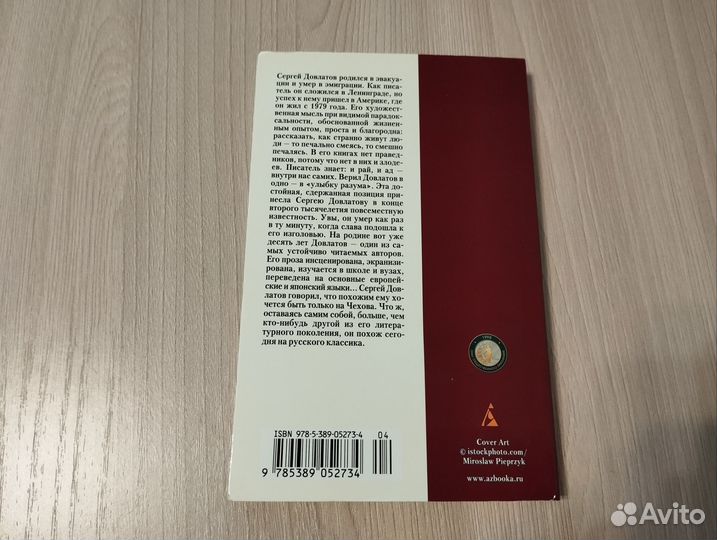 Сергей Довлатов родился в эвакуа-
ции и умер в эмиграции. Как писа-
тель он сложился в Ленинграде, но
успех к нему пришел в Америке, где
он жил с 1979 года. Его художест-
венная мысль при видимой парадок-
сальности, обоснованной жизнен-
ным опытом, проста и благородна:
рассказать, как странно живут лю-
ди — то печально смеясь, то смешно
печалясь. В его книгах нет правед-
ников, потому что нет в них и злоде-
ев. Писатель знает: и рай, и ад —
внутри нас самих. Верил Довлатов в
одно — в «улыбку разума». Эта до-
стойная, сдержанная позиция при-
несла Сергею Довлатову в конце
второго тысячелетия повсеместную
известность. Увы, он умер как раз
в ту минуту, когда слава подошла к
его изголовью. На родине вот уже
десять лет Довлатов — один из са-
мых устойчиво читаемых авторов.
Его проза инсценирована, экранизи-
рована, изучается в школе и вузах,
переведена на основные европей-
ские и японский языки... Сергей Дов-
латов говорил, что похожим ему хо-
чется быть только на Чехова. Что ж,
оставаясь самим собой, больше, чем
кто-нибудь другой из его литера-
турного поколения, он похож сего-
дня на русского классика.
ISBN 978-5-389-05273-4
04
9 785389 052734
Cover Art
© istockphoto.com/
Miroslaw Pieprzyk
www.azbooka.ru
Avito